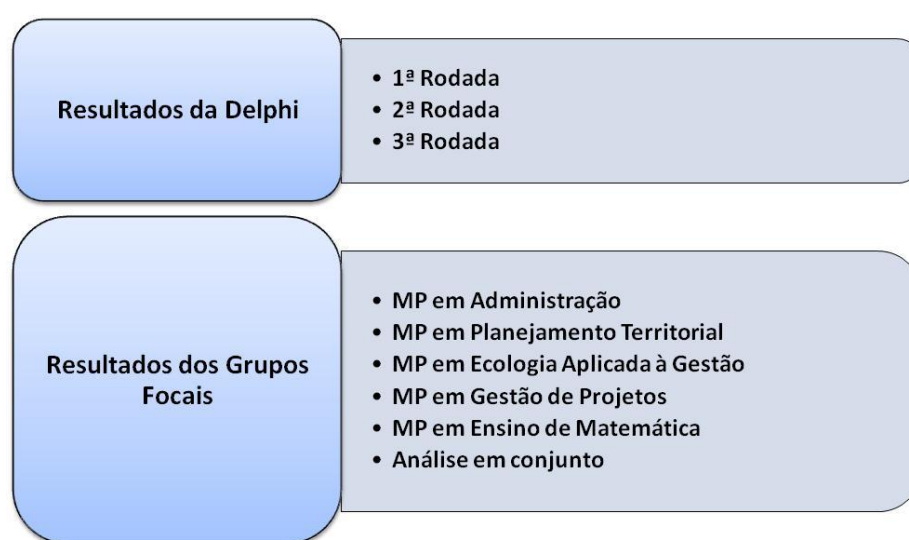 Resultados da Delphi
• 1ª Rodada
• 2ª Rodada
• 3ª Rodada
Resultados dos Grupos
Focais
• MP em Administração
• MP em Planejamento Territorial
• MP em Ecologia Aplicada à Gestão
• MP em Gestão de Projetos
• MP em Ensino de Matemática
• Análise em conjunto